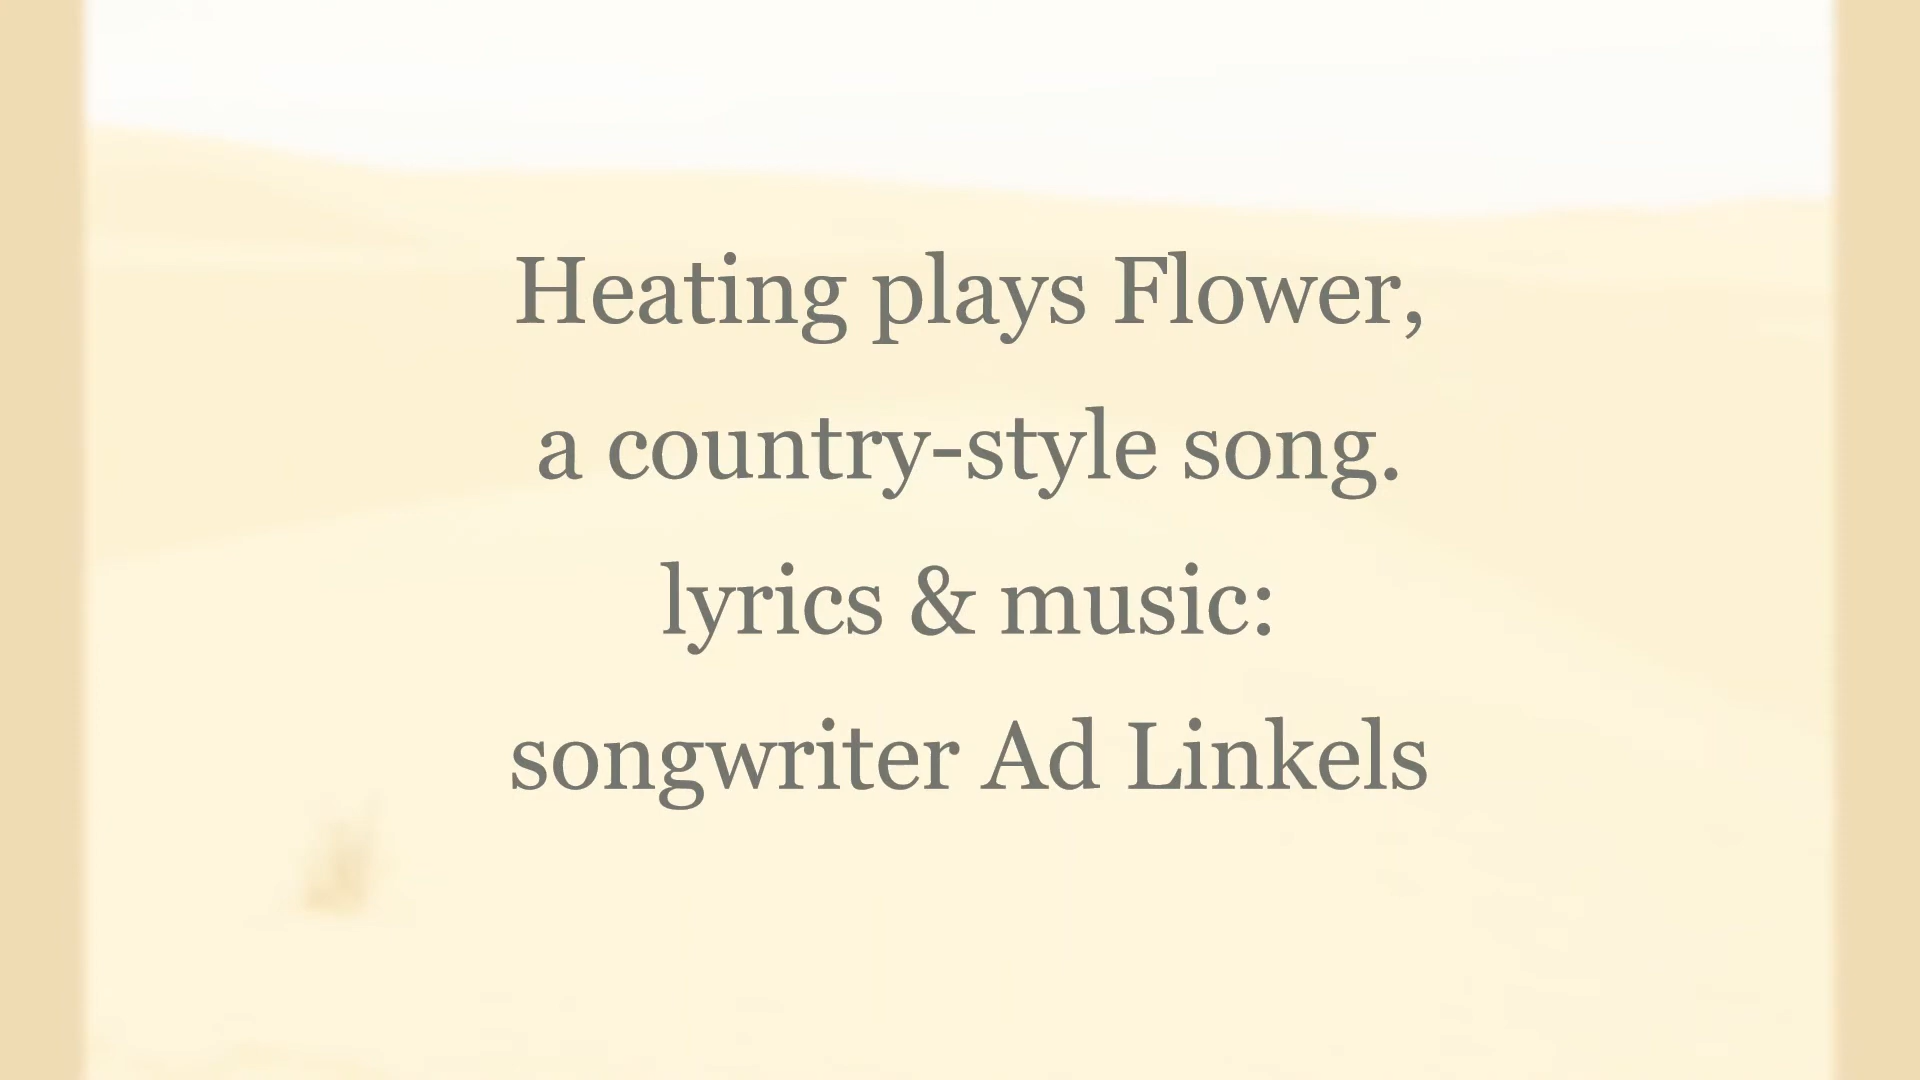 Heating plays Flower,
a country-style song.
lyrics & music:
songwriter Ad Linkels